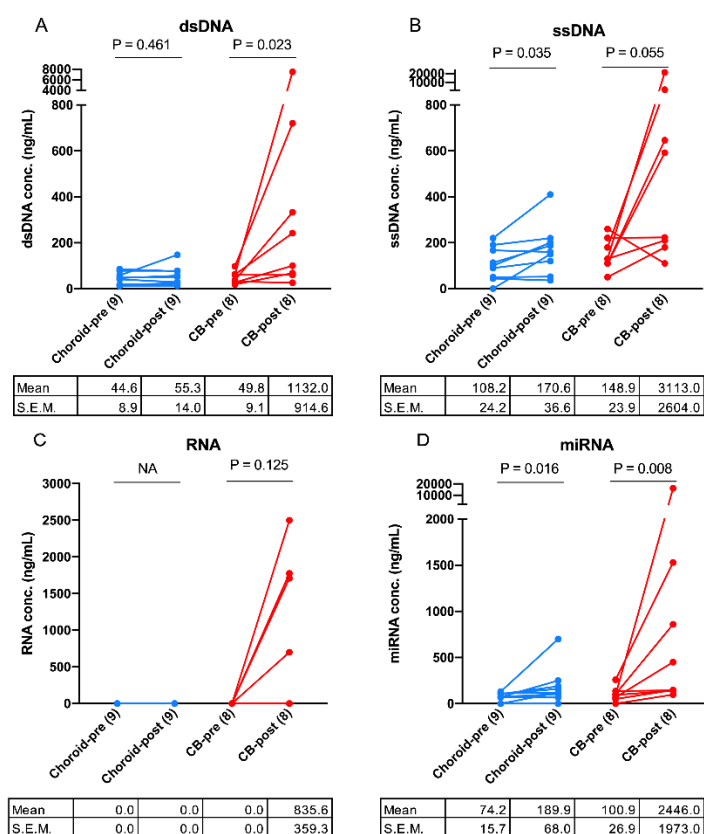 A
dsDNA
P = 0.461
P = 0.023
8000
6000
4000
800
600
400
200
0
dsDNA conc. (ng/mL)
Choroid-pre (9)
Choroid-post (9)
CB-pre (8)
CB-post (8)
Mean 44.6 55.3 49.8 1132.0
S.E.M. 8.9 14.0 9.1 914.6
B
ssDNA
P = 0.035
P = 0.055
20000
10000
800
600
400
200
0
ssDNA conc. (ng/mL)
Choroid-pre (9)
Choroid-post (9)
CB-pre (8)
CB-post (8)
Mean 108.2 170.6 148.9 3113.0
S.E.M. 24.2 36.6 23.9 2604.0
C
RNA
NA
P = 0.125
3000
2500
2000
1500
1000
500
0
RNA conc. (ng/mL)
Choroid-pre (9)
Choroid-post (9)
CB-pre (8)
CB-post (8)
Mean 0.0 0.0 0.0 835.6
S.E.M. 0.0 0.0 0.0 359.3
D
miRNA
P = 0.016
P = 0.008
20000
10000
2000
1500
1000
500
0
miRNA conc. (ng/mL)
Choroid-pre (9)
Choroid-post (9)
CB-pre (8)
CB-post (8)
Mean 74.2 189.9 100.9 2446.0
S.E.M. 15.7 68.0 26.9 1973.0